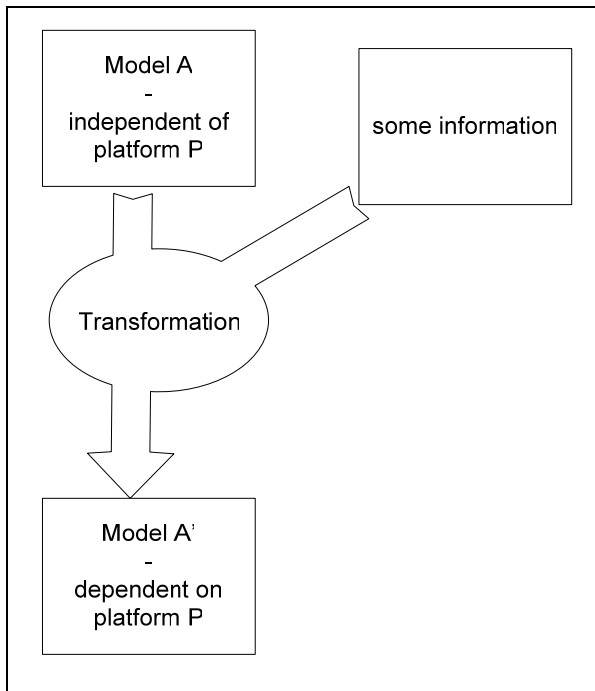 Model A
-
independent of
platform P
some information
Transformation
Model A'
-
dependent on
platform P